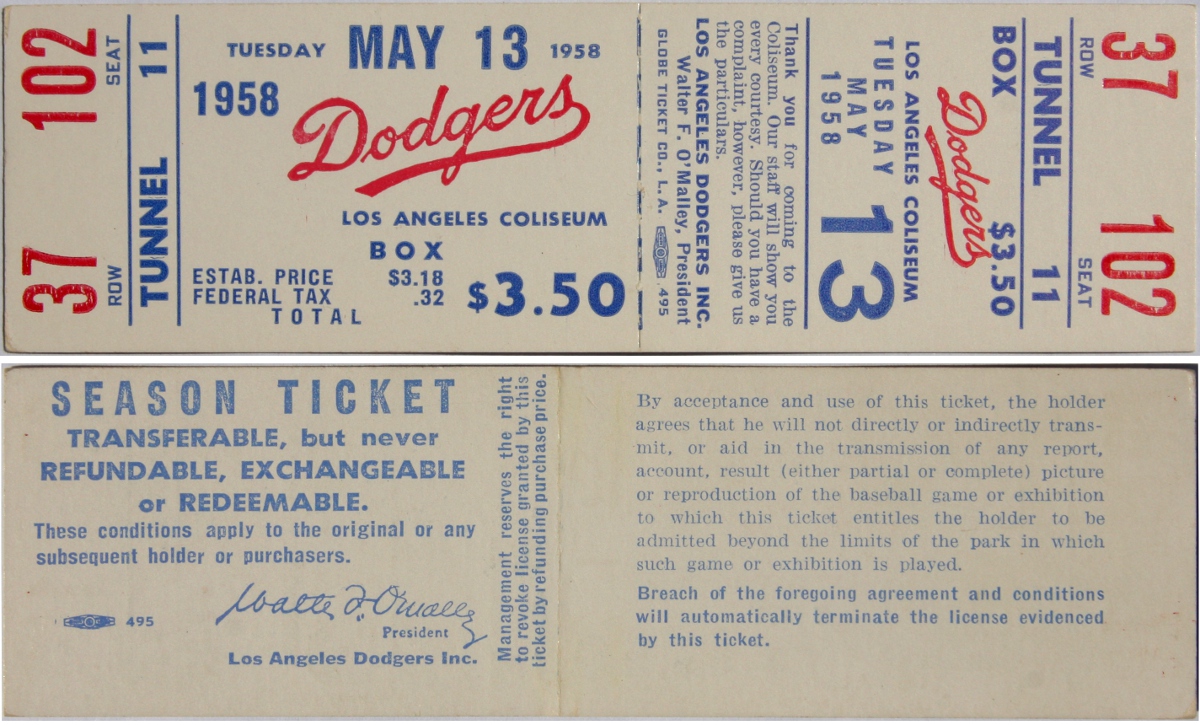 102
SEAT
37
ROW
TUNNEL 11
TUESDAY MAY 13 1958
1958
Dodgers
LOS ANGELES COLISEUM
BOX
ESTAB. PRICE $3.18
FEDERAL TAX .32
TOTAL $3.50
Thank you for coming to the
Coliseum. Our staff will show you
every courtesy. Should you have a
complaint, however, please give us
the particulars.
LOS ANGELES DODGERS INC.
Walter F. O'Malley, President
GLOBE TICKET CO., L. A. 495
37
ROW
102
SEAT
TUNNEL 11
BOX $3.50
Dodgers
LOS ANGELES COLISEUM
TUESDAY
MAY 13
1958
SEASON TICKET
TRANSFERABLE, but never
REFUNDABLE, EXCHANGEABLE
or REDEEMABLE.
These conditions apply to the original or any
subsequent holder or purchasers.
Walter F. O'Malley
President
495
Los Angeles Dodgers Inc.
Management reserves the right
to revoke license granted by this
ticket by refunding purchase price.
By acceptance and use of this ticket, the holder
agrees that he will not directly or indirectly trans-
mit, or aid in the transmission of any report,
account, result (either partial or complete) picture
or reproduction of the baseball game or exhibition
to which this ticket entitles the holder to be
admitted beyond the limits of the park in which
such game or exhibition is played.
Breach of the foregoing agreement and conditions
will automatically terminate the license evidenced
by this ticket.